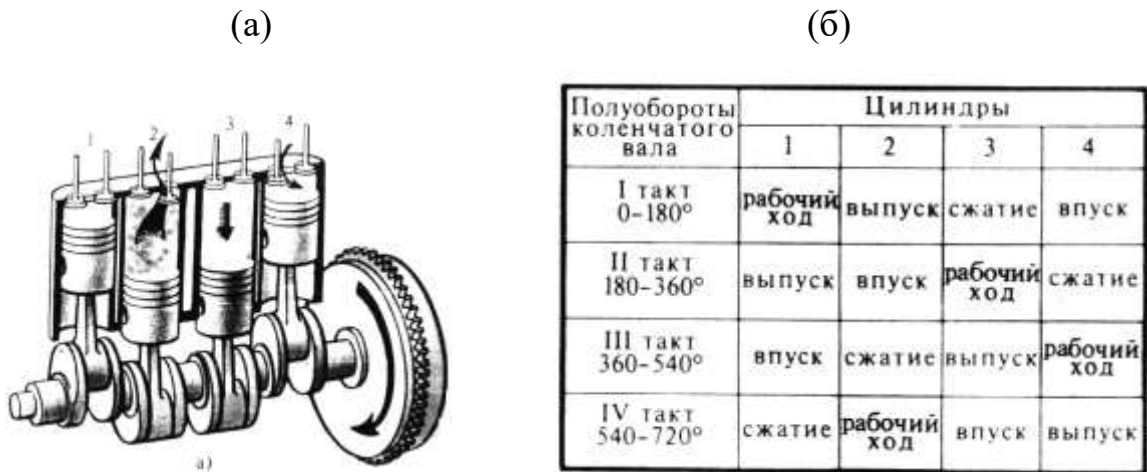 (а)
(б)
1
2
3
4
а)
Полуобороты
коленчатого
вала
Цилиндры
1
2
3
4
I такт
0–180°
рабочий
ход
выпуск
сжатие
впуск
II такт
180–360°
выпуск
впуск
рабочий
ход
сжатие
III такт
360–540°
впуск
сжатие
выпуск
рабочий
ход
IV такт
540–720°
сжатие
рабочий
ход
впуск
выпуск